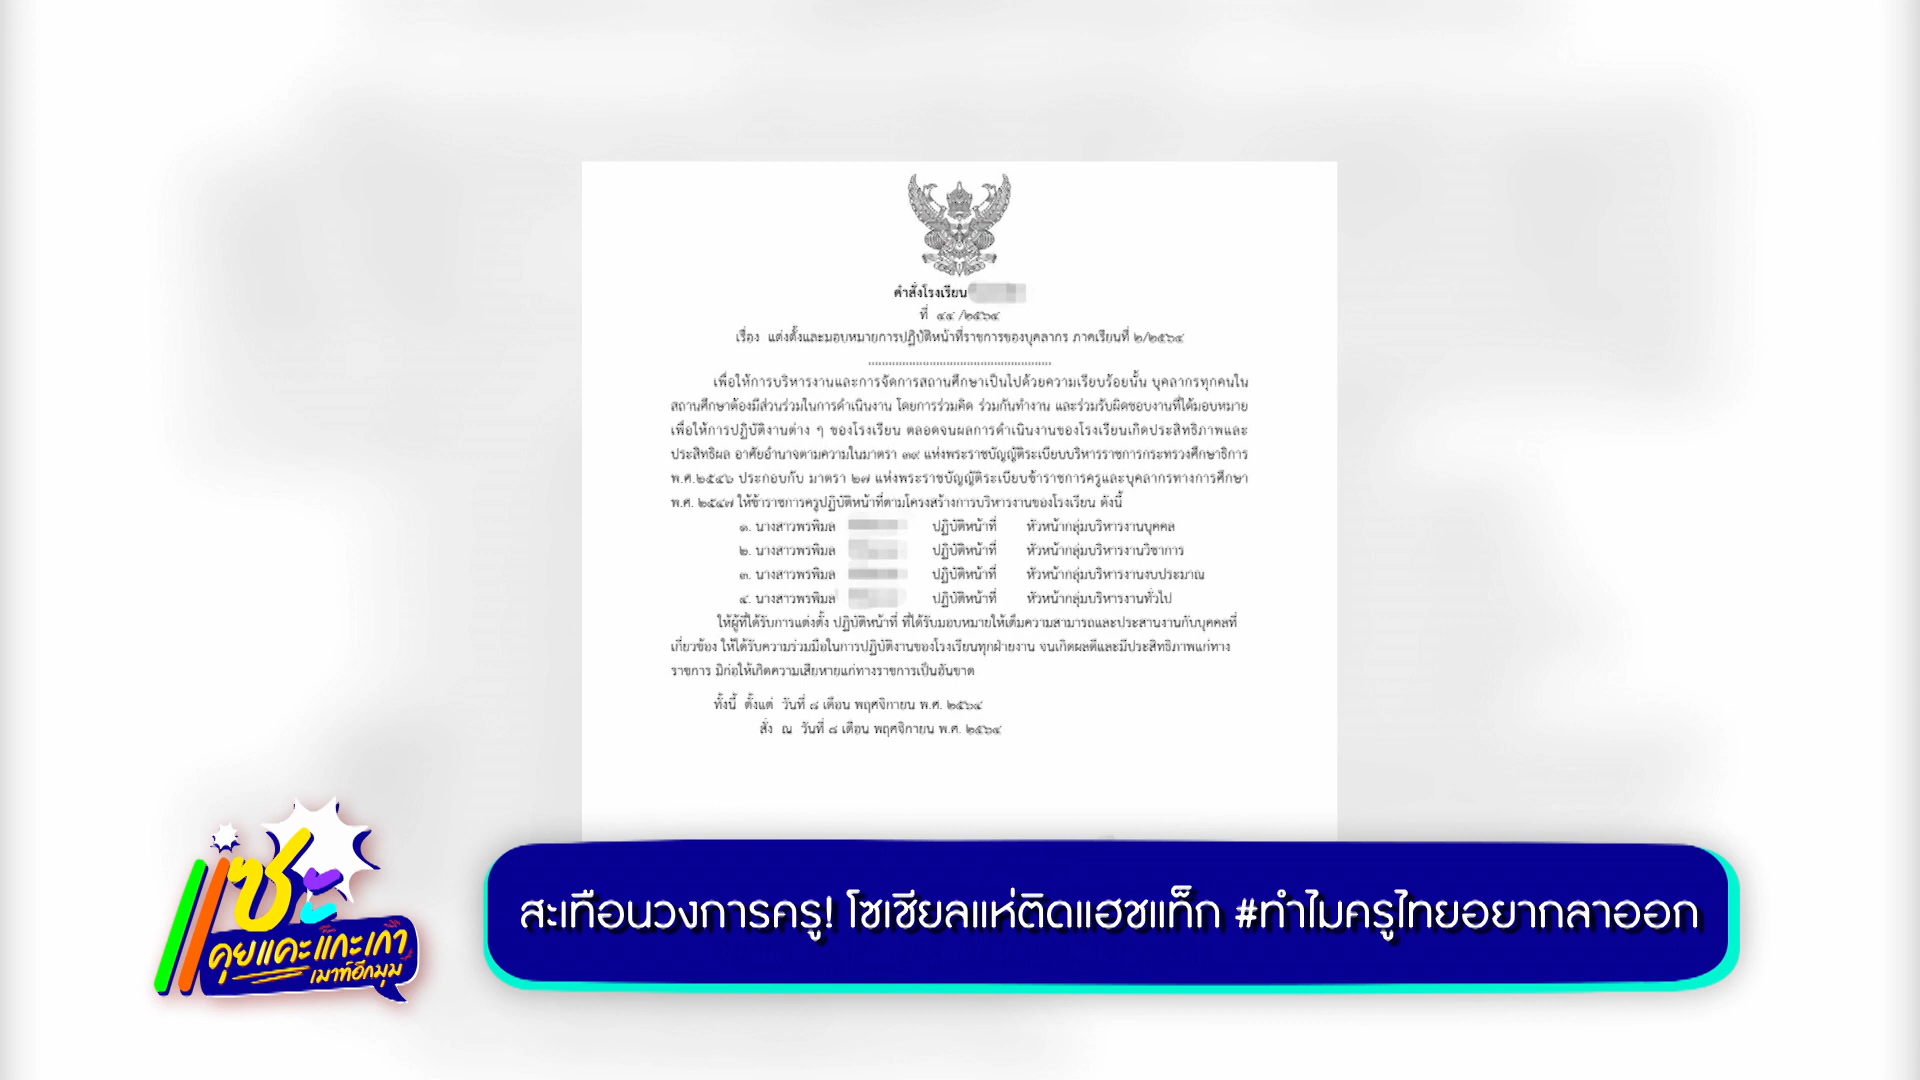 คำสั่งโรงเรียน
ที่ ๔๔ /๒๕๖๔
เรื่อง แต่งตั้งและมอบหมายการปฏิบัติหน้าที่ราชการของบุคลากร ภาคเรียนที่ ๒/๒๕๖๔
เพื่อให้การบริหารงานและการจัดการสถานศึกษาเป็นไปด้วยความเรียบร้อยนั้น บุคลากรทุกคนใน
สถานศึกษาต้องมีส่วนร่วมในการดำเนินงาน โดยการร่วมคิด ร่วมกันทำงาน และร่วมรับผิดชอบงานที่ได้มอบหมาย
เพื่อให้การปฏิบัติงานต่าง ๆ ของโรงเรียน ตลอดจนผลการดำเนินงานของโรงเรียนเกิดประสิทธิภาพและ
ประสิทธิผล อาศัยอำนาจตามความในมาตรา ๓๙ แห่งพระราชบัญญัติระเบียบบริหารราชการกระทรวงศึกษาธิการ
พ.ศ.๒๕๔๖ ประกอบกับ มาตรา ๒๗ แห่งพระราชบัญญัติระเบียบข้าราชการครูและบุคลากรทางการศึกษา
พ.ศ. ๒๕๔๗ ให้ข้าราชการครูปฏิบัติหน้าที่ตามโครงสร้างการบริหารงานของโรงเรียน ดังนี้
๑. นางสาวพรพิมล ปฏิบัติหน้าที่ หัวหน้ากลุ่มบริหารงานบุคคล
๒. นางสาวพรพิมล ปฏิบัติหน้าที่ หัวหน้ากลุ่มบริหารงานวิชาการ
๓. นางสาวพรพิมล ปฏิบัติหน้าที่ หัวหน้ากลุ่มบริหารงานงบประมาณ
๔. นางสาวพรพิมล ปฏิบัติหน้าที่ หัวหน้ากลุ่มบริหารงานทั่วไป
ให้ผู้ที่ได้รับการแต่งตั้ง ปฏิบัติหน้าที่ ที่ได้รับมอบหมายให้เต็มความสามารถและประสานงานกับบุคคลที่
เกี่ยวข้อง ให้ได้รับความร่วมมือในการปฏิบัติงานของโรงเรียนทุกฝ่ายงาน จนเกิดผลดีและมีประสิทธิภาพแก่ทาง
ราชการ มิก่อให้เกิดความเสียหายแก่ทางราชการเป็นอันขาด
ทั้งนี้ ตั้งแต่ วันที่ ๘ เดือน พฤศจิกายน พ.ศ. ๒๕๖๔
สั่ง ณ วันที่ ๘ เดือน พฤศจิกายน พ.ศ. ๒๕๖๔
แซะ
คุยแคะแกะเกา
เมาท์อีกมุม
สะเทือนวงการครู! โซเชียลแห่ติดแฮชแท็ก #ทำไมครูไทยอยากลาออก